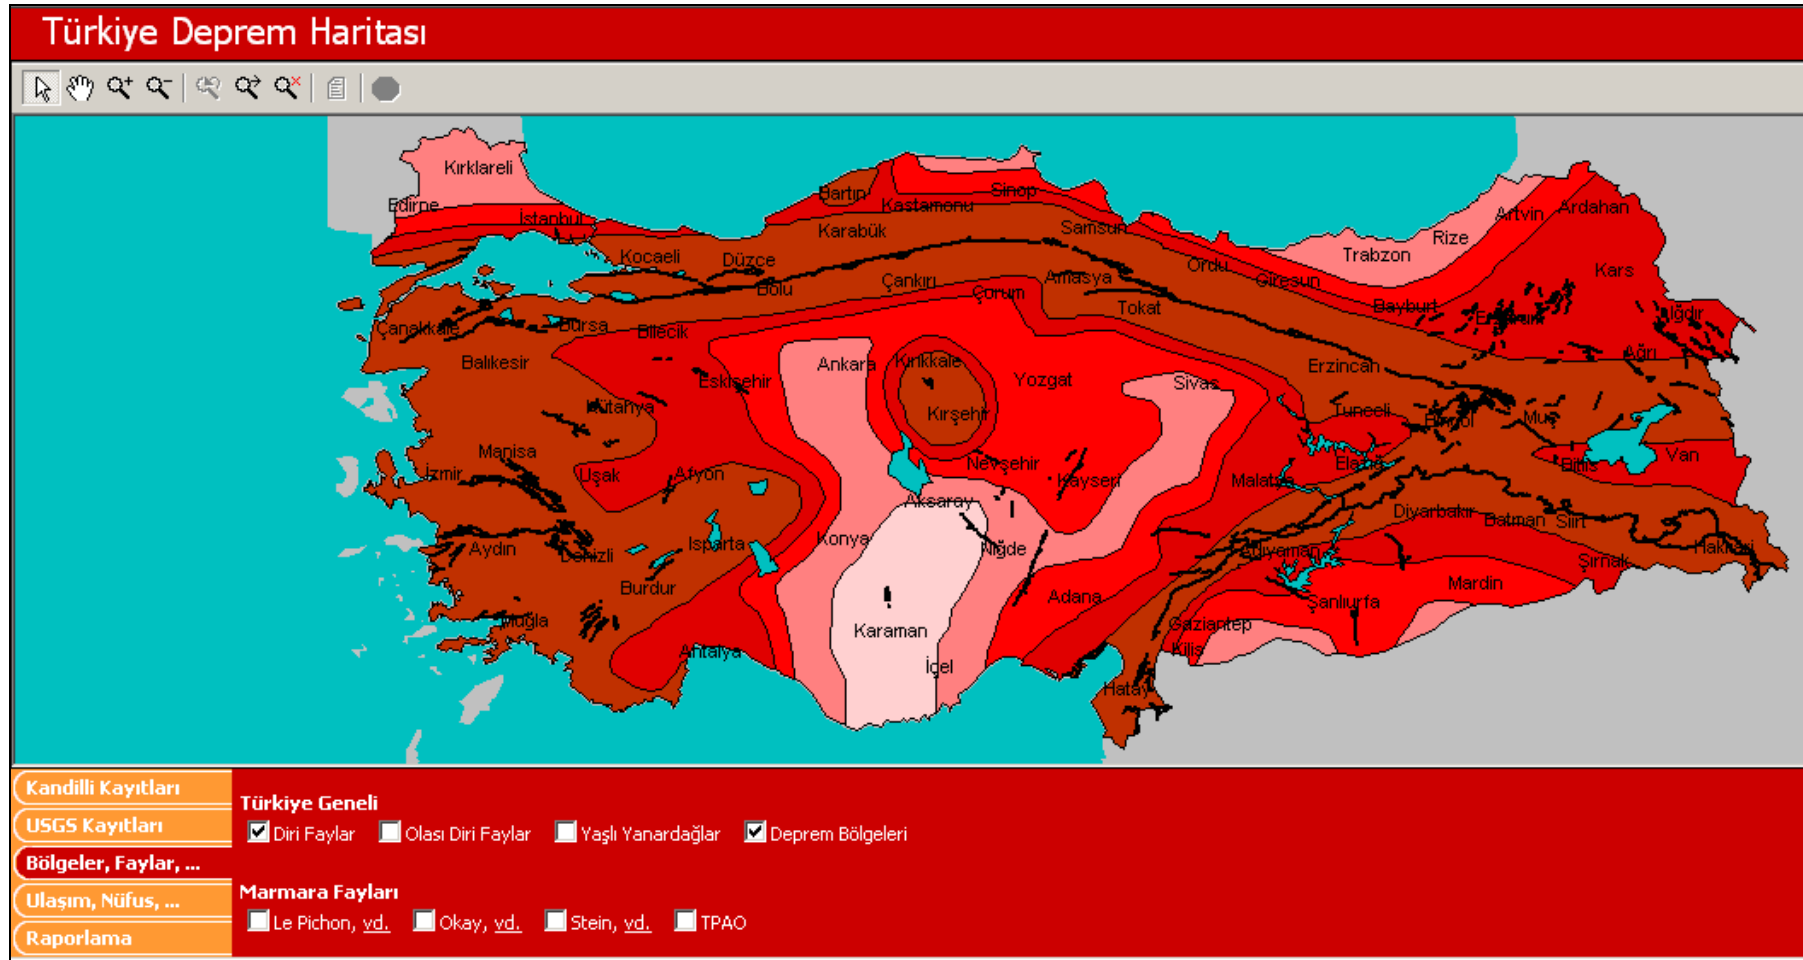 Türkiye Deprem Haritası
Kırklareli
Edirne
İstanbul
Bartın
Kastamonu
Sinop
Karabük
Samsun
Artvin
Ardahan
Rize
Trabzon
Kocaeli
Düzce
Bolu
Çankırı
Çorum
Amasya
Tokat
Ordu
Giresun
Bayburt
Kars
Erzurum
Iğdır
Ağrı
Çanakkale
Bursa
Bilecik
Balıkesir
Eskişehir
Ankara
Kırıkkale
Yozgat
Sivas
Erzincan
Kütahya
Kırşehir
Tunceli
Bingöl
Muş
Manisa
İzmir
Uşak
Afyon
Nevşehir
Kayseri
Malatya
Elazığ
Bitlis
Van
Aksaray
Konya
Niğde
Aydın
Denizli
Isparta
Burdur
Diyarbakır
Batman
Siirt
Hakkari
Adıyaman
Şırnak
Mardin
Şanlıurfa
Adana
Gaziantep
Kilis
Muğla
Antalya
Karaman
İçel
Hatay
Kandilli Kayıtları
USGS Kayıtları
Bölgeler, Faylar, ...
Ulaşım, Nüfus, ...
Raporlama
Türkiye Geneli
Diri Faylar Olası Diri Faylar Yaşlı Yanardağlar Deprem Bölgeleri
Marmara Fayları
Le Pichon, vd. Okay, vd. Stein, vd. TPAO